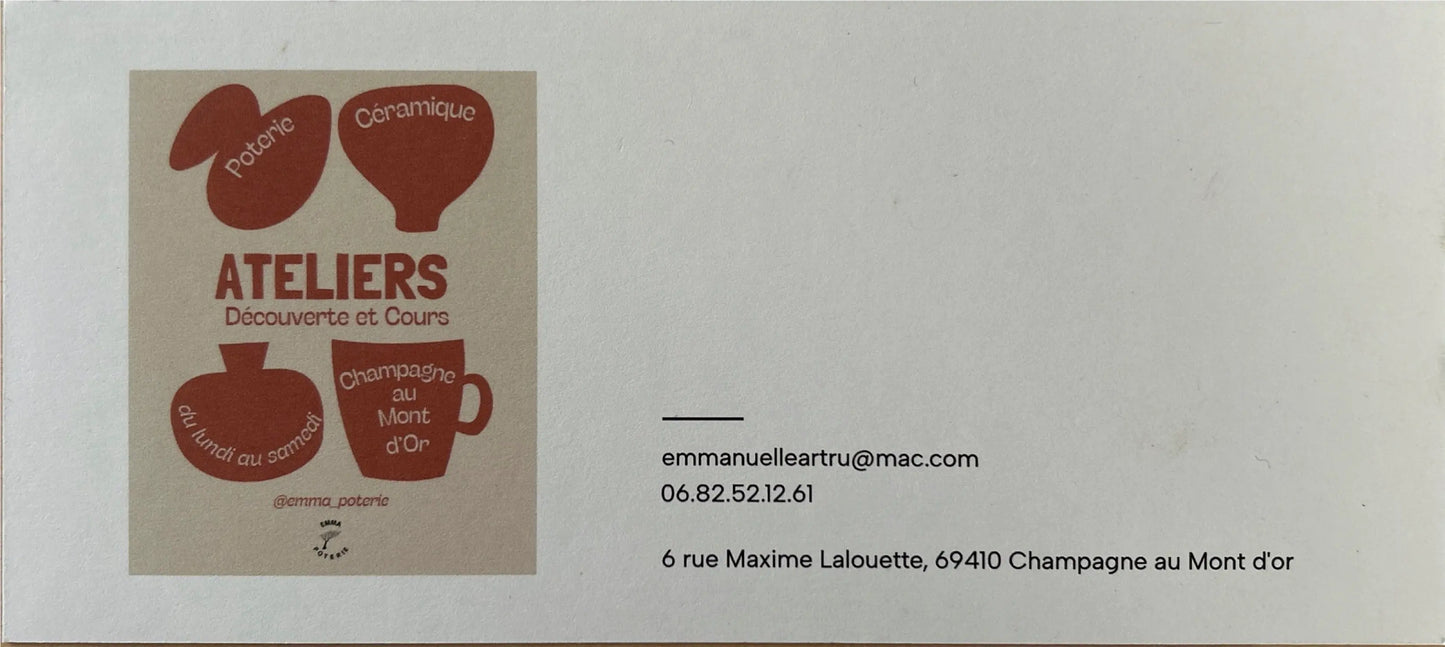 Poterie
Céramique
ATELIERS
Découverte et Cours
du lundi au samedi
Champagne
au
Mont
d'Or
@emma_poterie
EMMA
POTERIE
emmanuelleartru@mac.com
06.82.52.12.61
6 rue Maxime Lalouette, 69410 Champagne au Mont d'or